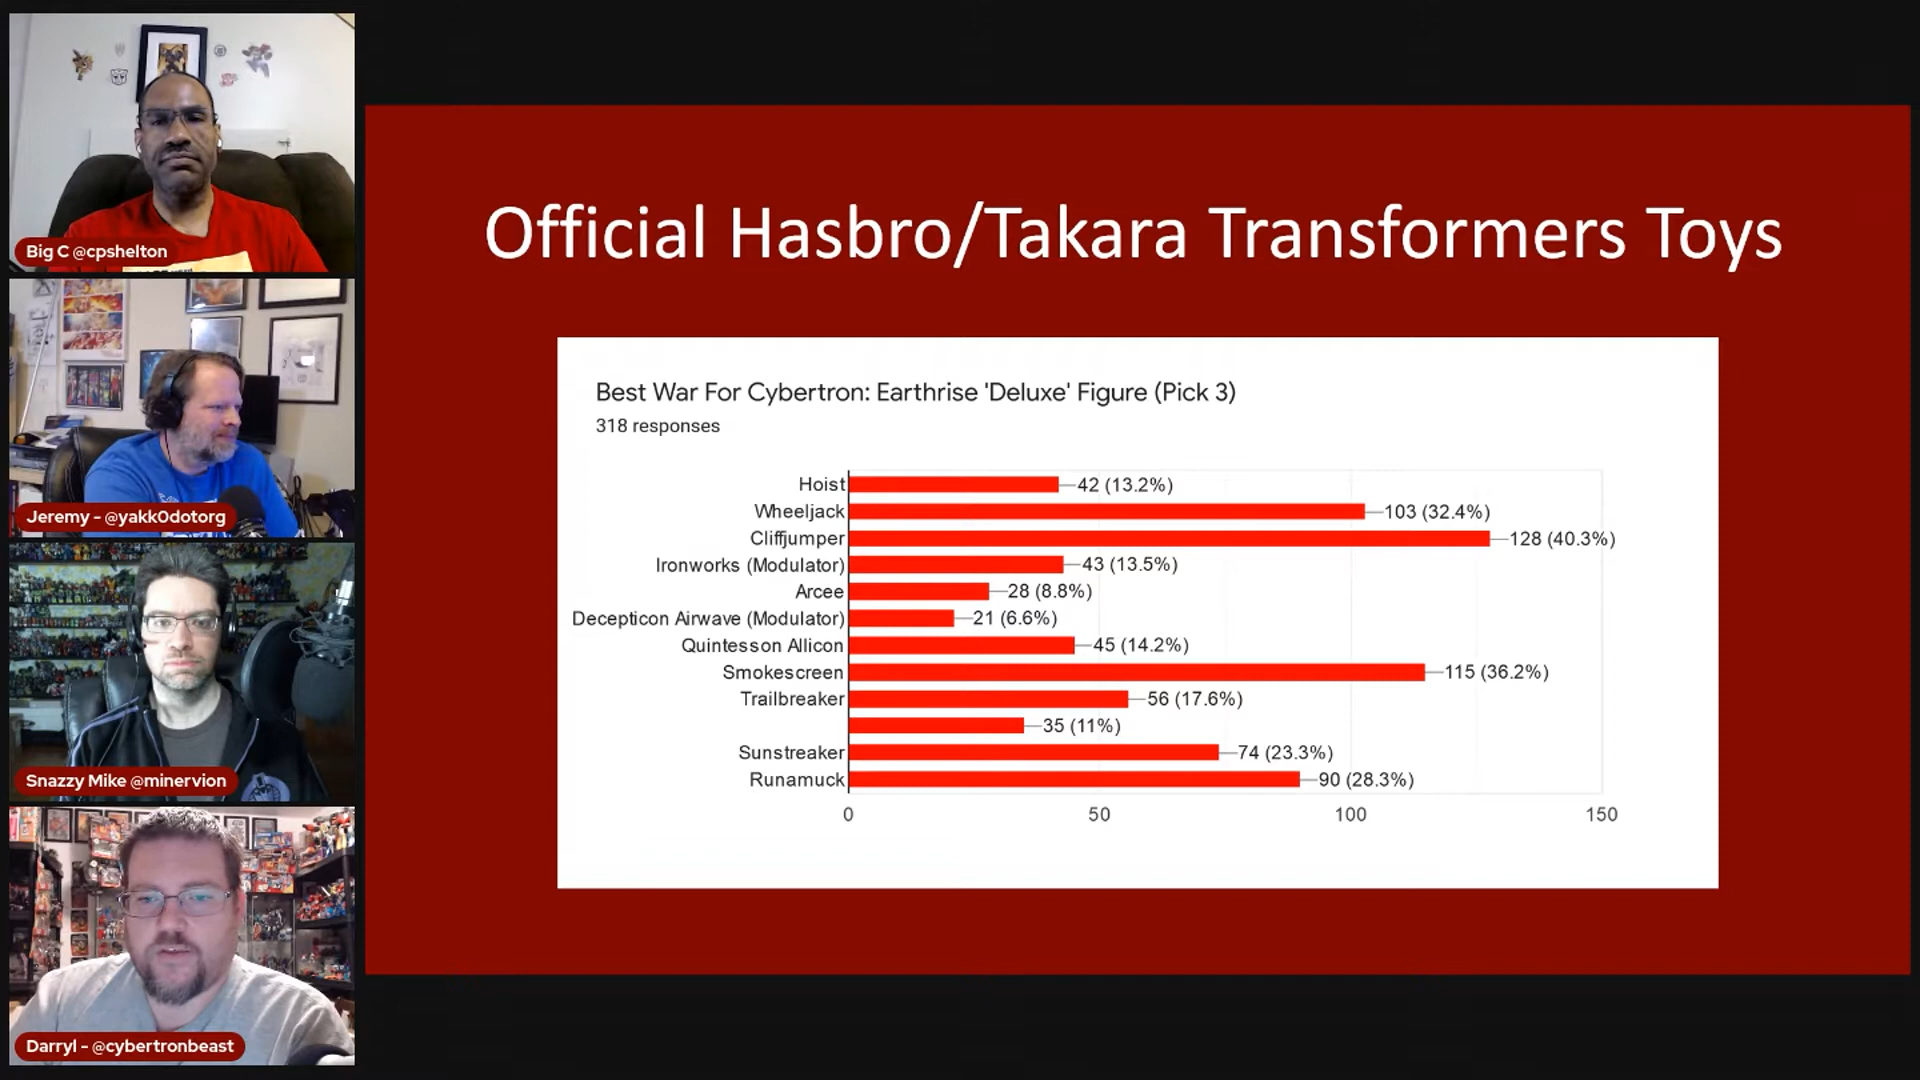 Big C @cpshelton
Jeremy - @yakk0dotorg
Snazzy Mike @minervion
Darryl - @cybertronbeast
Official Hasbro/Takara Transformers Toys
Best War For Cybertron: Earthrise 'Deluxe' Figure (Pick 3)
318 responses
Hoist 42 (13.2%)
Wheeljack 103 (32.4%)
Cliffjumper 128 (40.3%)
Ironworks (Modulator) 43 (13.5%)
Arcee 28 (8.8%)
Decepticon Airwave (Modulator) 21 (6.6%)
Quintesson Allicon 45 (14.2%)
Smokescreen 115 (36.2%)
Trailbreaker 56 (17.6%)
35 (11%)
Sunstreaker 74 (23.3%)
Runamuck 90 (28.3%)
0 50 100 150